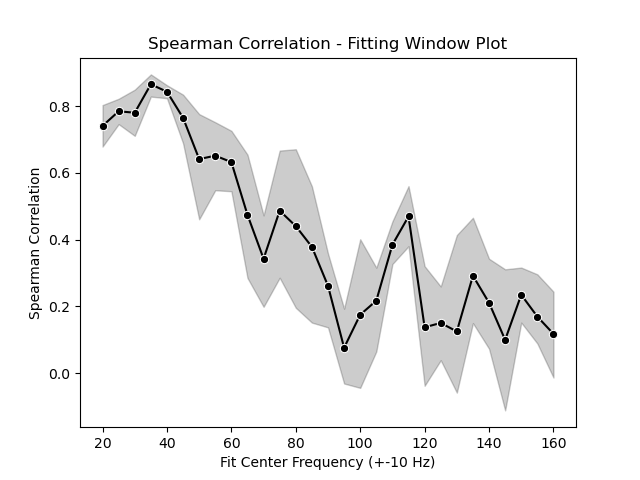 Spearman Correlation - Fitting Window Plot
Spearman Correlation
0.8
0.6
0.4
0.2
0.0
20 40 60 80 100 120 140 160
Fit Center Frequency (+-10 Hz)